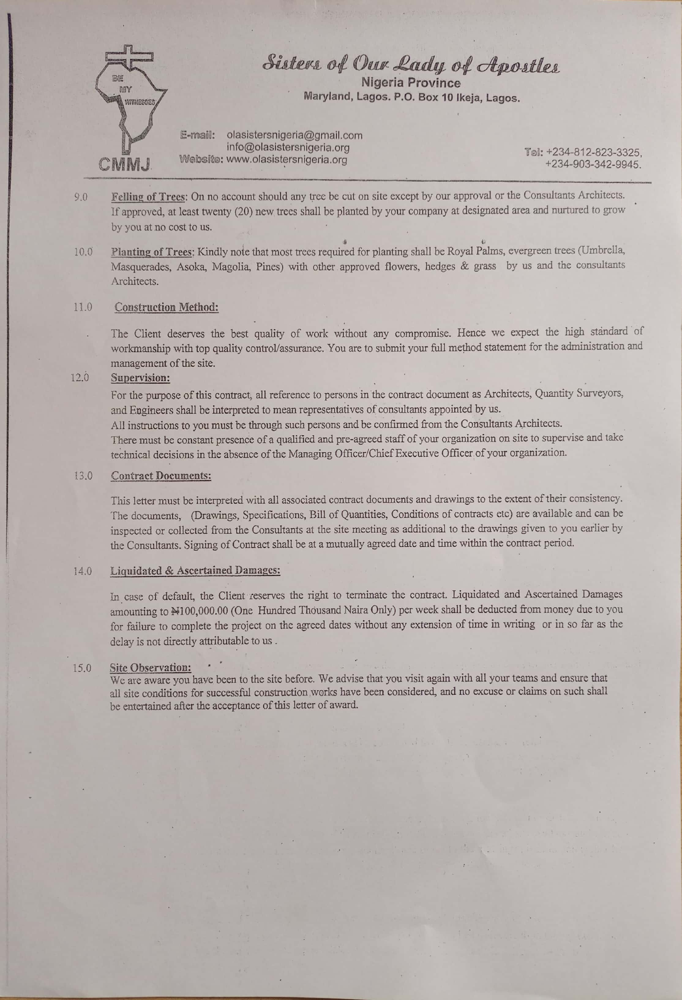 BE
MY
WITNESSES
CMMJ
Sisters of Our Lady of Apostles
Nigeria Province
Maryland, Lagos. P.O. Box 10 Ikeja, Lagos.
E-mail: olasistersnigeria@gmail.com
info@olasistersnigeria.org
Website: www.olasistersnigeria.org
Tel: +234-812-823-3325,
+234-903-342-9945.
9.0 Felling of Trees: On no account should any tree be cut on site except by our approval or the Consultants Architects.
If approved, at least twenty (20) new trees shall be planted by your company at designated area and nurtured to grow
by you at no cost to us.
10.0 Planting of Trees: Kindly note that most trees required for planting shall be Royal Palms, evergreen trees (Umbrella,
Masquerades, Asoka, Magolia, Pines) with other approved flowers, hedges & grass by us and the consultants
Architects.
11.0 Construction Method:
The Client deserves the best quality of work without any compromise. Hence we expect the high standard of
workmanship with top quality control/assurance. You are to submit your full method statement for the administration and
management of the site.
12.0 Supervision:
For the purpose of this contract, all reference to persons in the contract document as Architects, Quantity Surveyors,
and Engineers shall be interpreted to mean representatives of consultants appointed by us.
All instructions to you must be through such persons and be confirmed from the Consultants Architects.
There must be constant presence of a qualified and pre-agreed staff of your organization on site to supervise and take
technical decisions in the absence of the Managing Officer/Chief Executive Officer of your organization.
13.0 Contract Documents:
This letter must be interpreted with all associated contract documents and drawings to the extent of their consistency.
The documents, (Drawings, Specifications, Bill of Quantities, Conditions of contracts etc) are available and can be
inspected or collected from the Consultants at the site meeting as additional to the drawings given to you earlier by
the Consultants. Signing of Contract shall be at a mutually agreed date and time within the contract period.
14.0 Liquidated & Ascertained Damages:
In case of default, the Client reserves the right to terminate the contract. Liquidated and Ascertained Damages
amounting to ₦100,000.00 (One Hundred Thousand Naira Only) per week shall be deducted from money due to you
for failure to complete the project on the agreed dates without any extension of time in writing or in so far as the
delay is not directly attributable to us .
15.0 Site Observation:
We are aware you have been to the site before. We advise that you visit again with all your teams and ensure that
all site conditions for successful construction works have been considered, and no excuse or claims on such shall
be entertained after the acceptance of this letter of award.